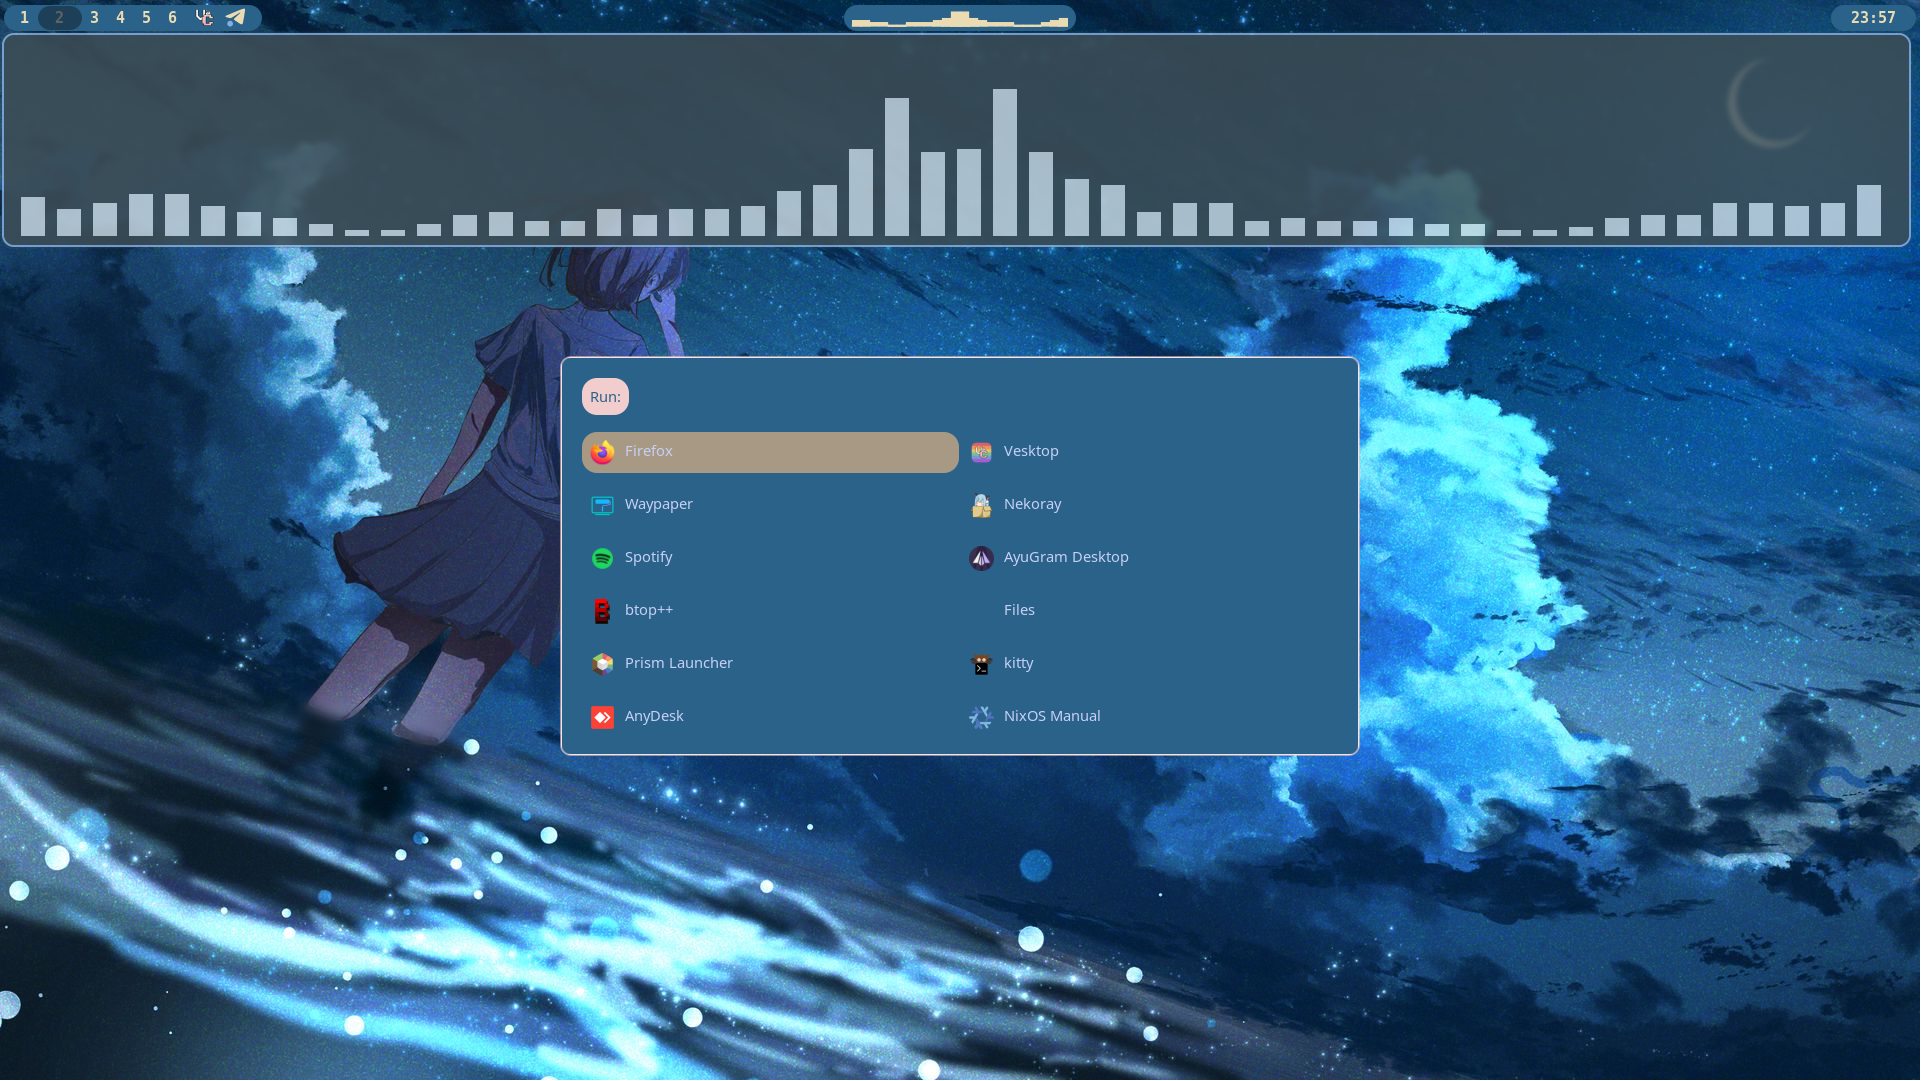 1 2 3 4 5 6 23:57
Run:
Firefox Vesktop
Waypaper Nekoray
Spotify AyuGram Desktop
btop++ Files
Prism Launcher kitty
AnyDesk NixOS Manual